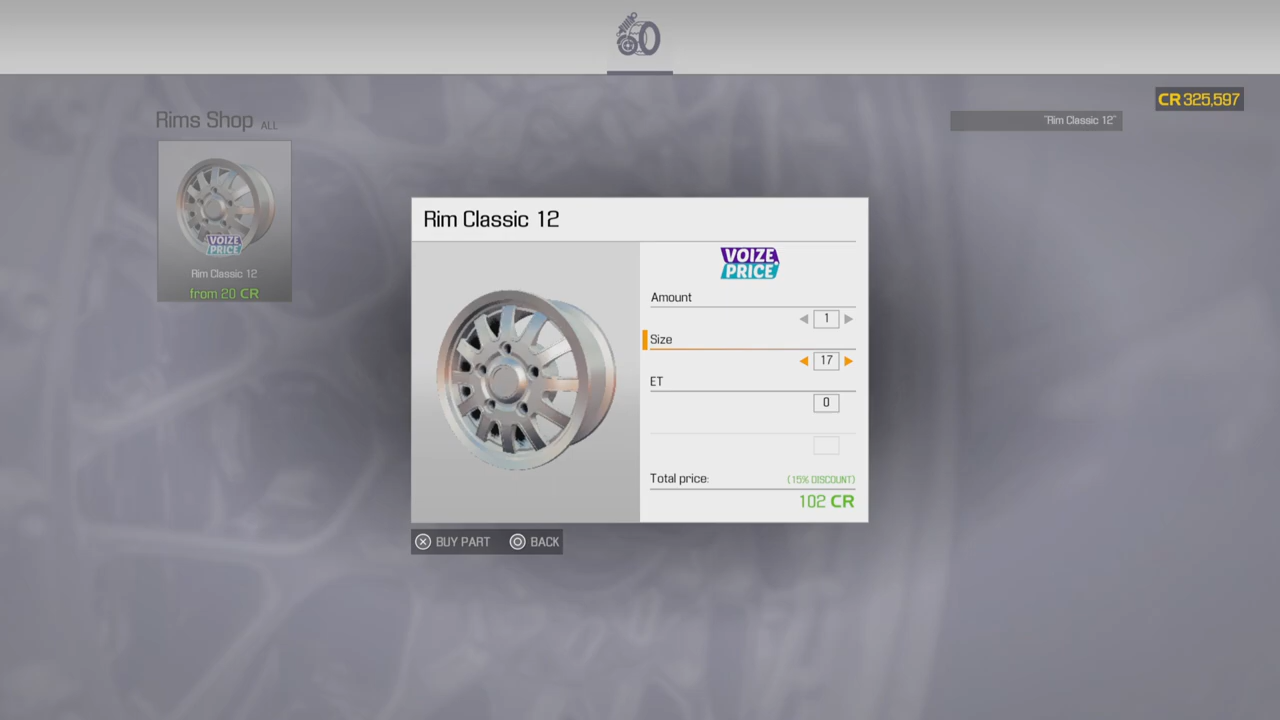 CR 325,597
Rims Shop ALL
"Rim Classic 12"
VOIZE
PRICE
Rim Classic 12
from 20 CR
Rim Classic 12
VOIZE
PRICE
Amount
1
Size
17
ET
0
Total price:
(15% DISCOUNT)
102 CR
BUY PART
BACK